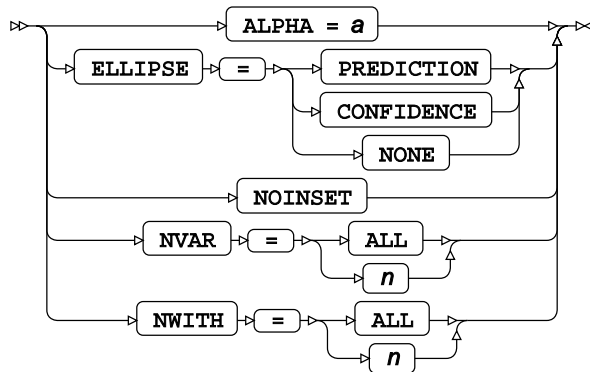 ALPHA = a
ELLIPSE = PREDICTION
CONFIDENCE
NONE
NOINSET
NVAR = ALL
n
NWITH = ALL
n